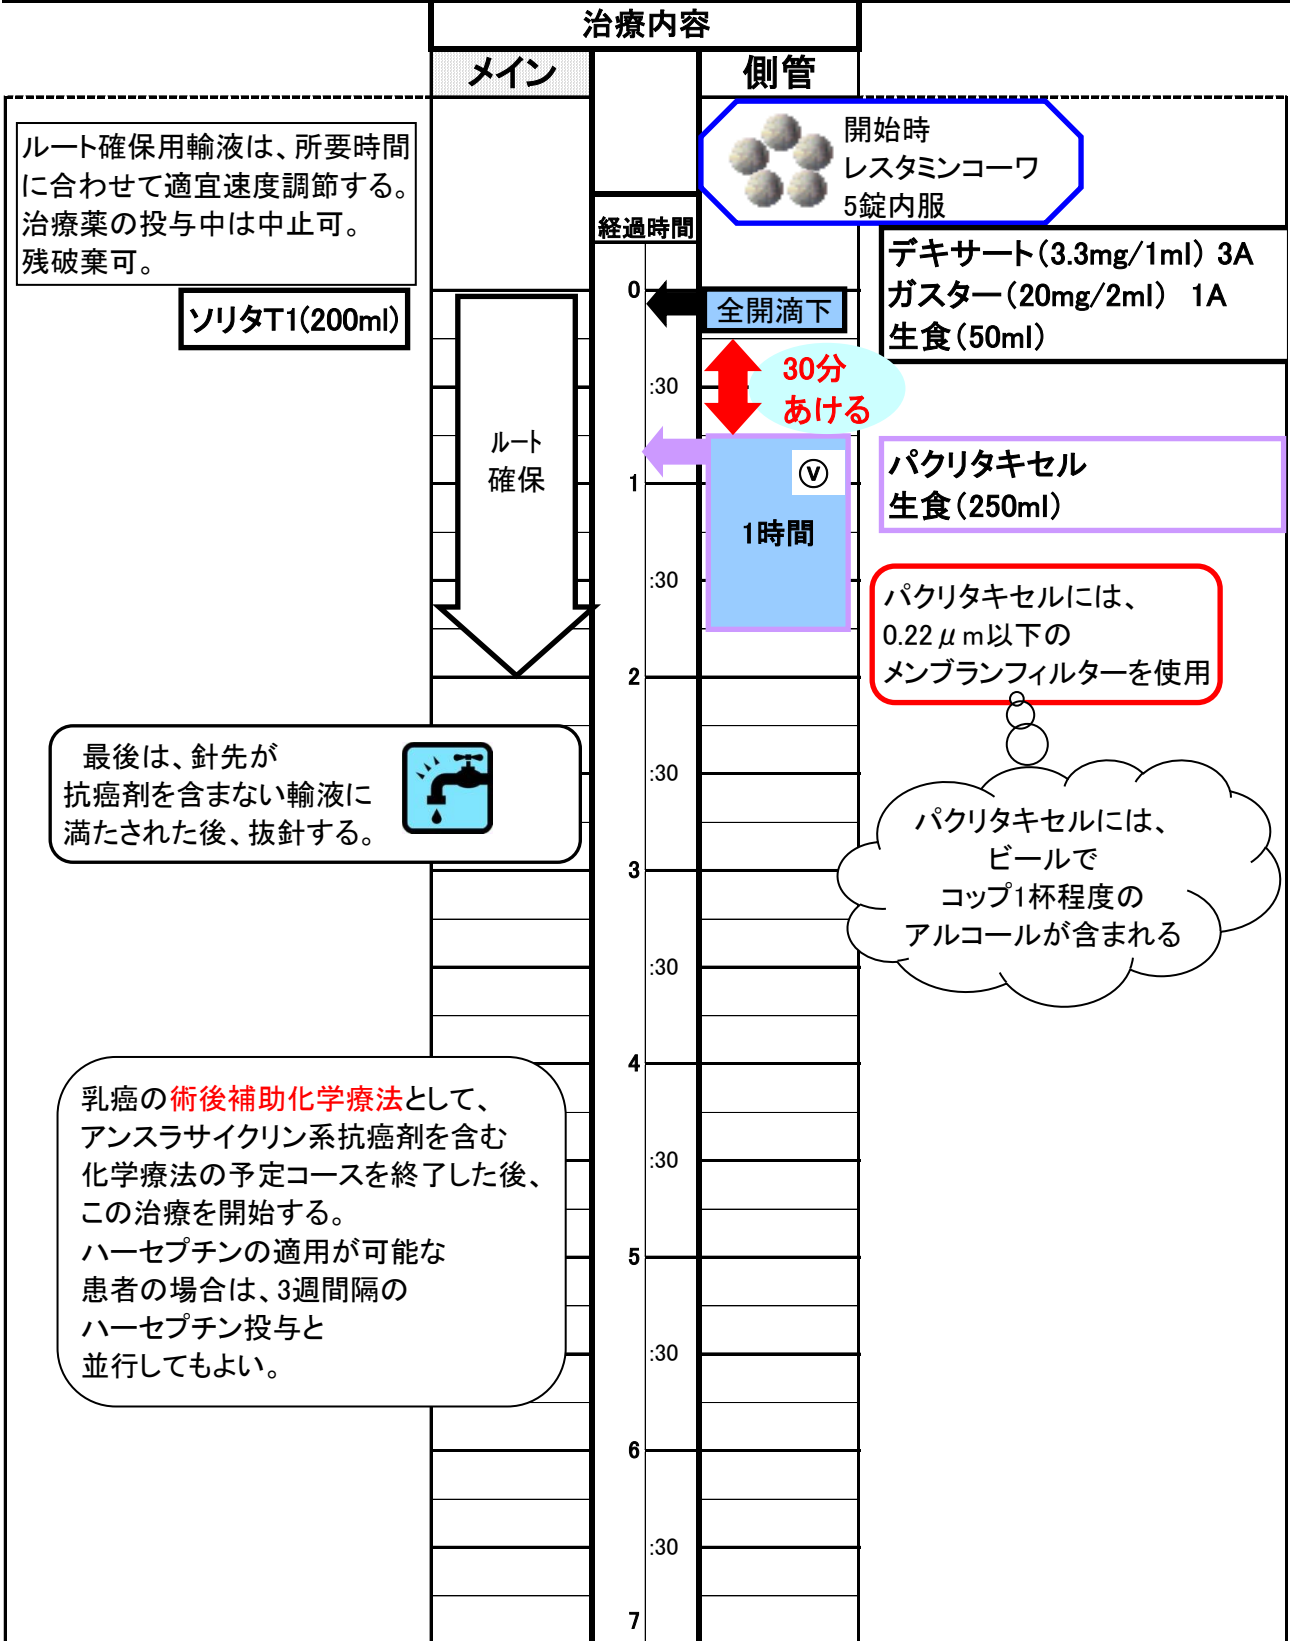 治療内容
メイン
側管
ルート確保用輸液は、所要時間
に合わせて適宜速度調節する。
治療薬の投与中は中止可。
残破棄可。
開始時
レスタミンコーワ
5錠内服
経過時間
デキサート(3.3mg/1ml) 3A
ガスター(20mg/2ml) 1A
生食(50ml)
ソリタT1(200ml)
0
全開滴下
:30
30分
あける
ルート
確保
1
Ⓥ
1時間
パクリタキセル
生食(250ml)
:30
パクリタキセルには、
0.22μm以下の
メンブランフィルターを使用
2
最後は、針先が
抗癌剤を含まない輸液に
満たされた後、抜針する。
:30
パクリタキセルには、
ビールで
コップ1杯程度の
アルコールが含まれる
3
:30
4
乳癌の術後補助化学療法として、
アンスラサイクリン系抗癌剤を含む
化学療法の予定コースを終了した後、
この治療を開始する。
ハーセプチンの適用が可能な
患者の場合は、3週間隔の
ハーセプチン投与と
並行してもよい。
:30
5
:30
6
:30
7